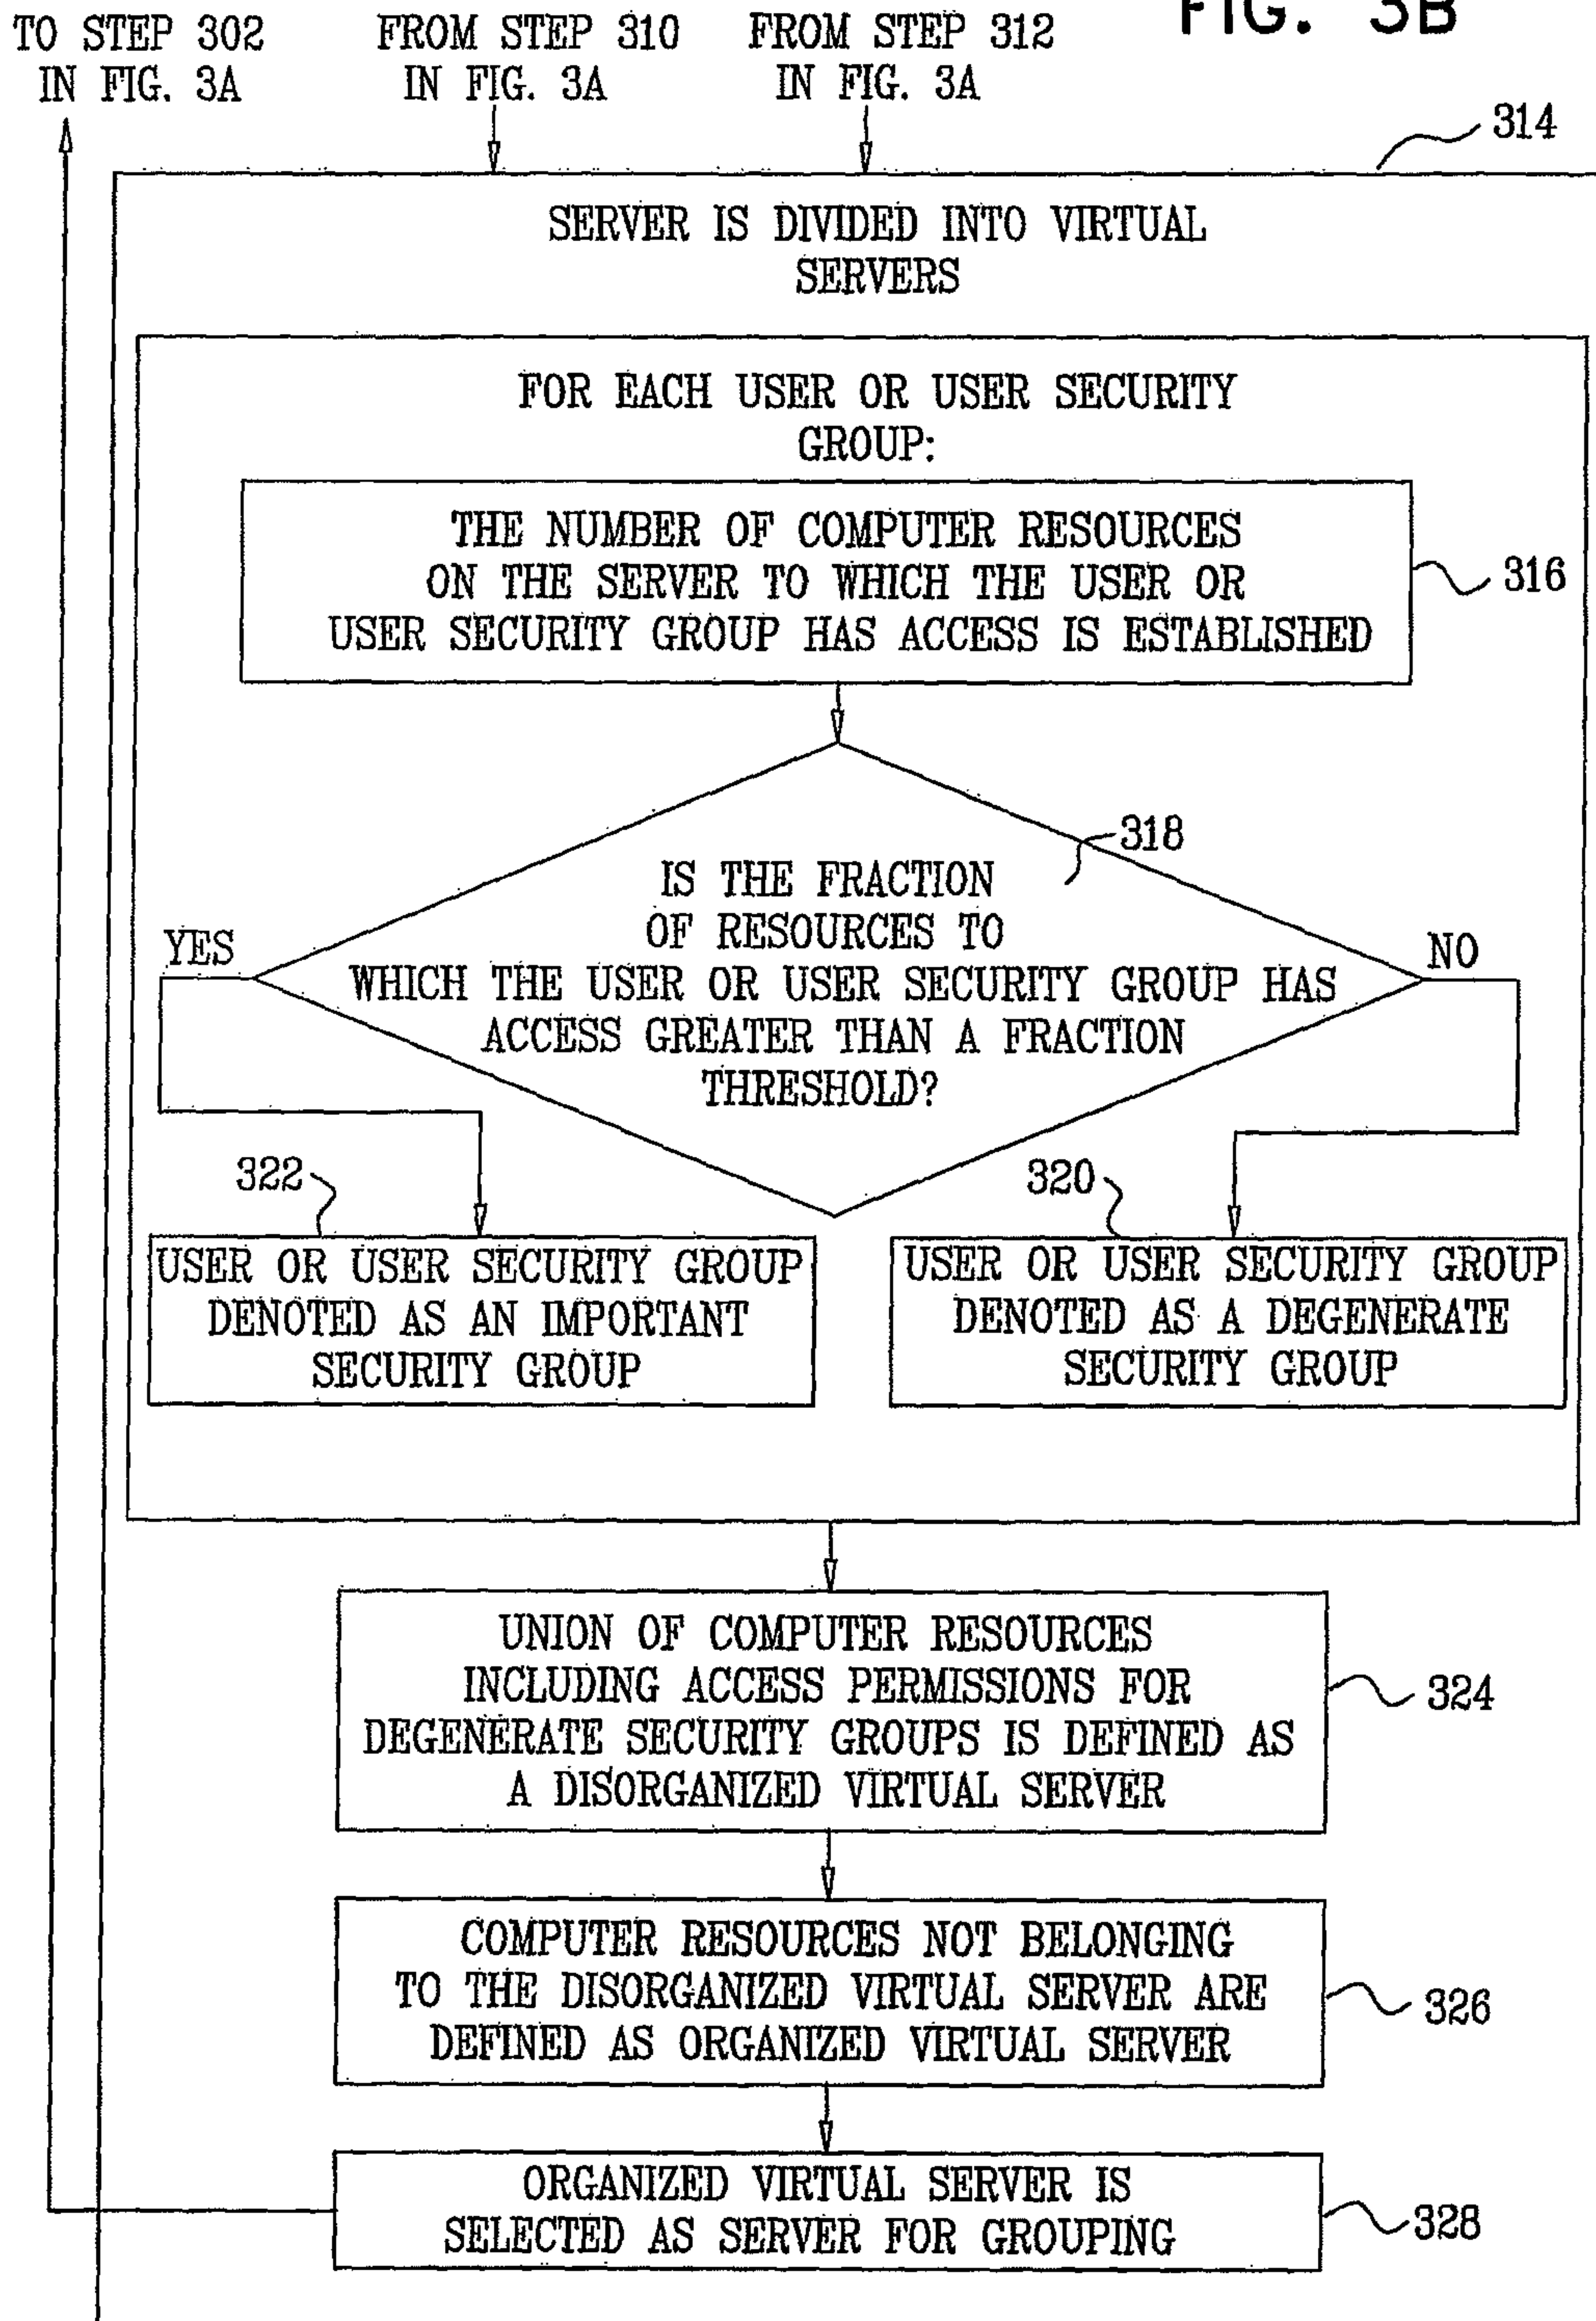 FIG. 3B
TO STEP 302
IN FIG. 3A
FROM STEP 310
IN FIG. 3A
FROM STEP 312
IN FIG. 3A
314
SERVER IS DIVIDED INTO VIRTUAL
SERVERS
FOR EACH USER OR USER SECURITY
GROUP:
THE NUMBER OF COMPUTER RESOURCES
ON THE SERVER TO WHICH THE USER OR
USER SECURITY GROUP HAS ACCESS IS ESTABLISHED
316
318
IS THE FRACTION
OF RESOURCES TO
WHICH THE USER OR USER SECURITY GROUP HAS
ACCESS GREATER THAN A FRACTION
THRESHOLD?
YES
NO
322
USER OR USER SECURITY GROUP
DENOTED AS AN IMPORTANT
SECURITY GROUP
320
USER OR USER SECURITY GROUP
DENOTED AS A DEGENERATE
SECURITY GROUP
UNION OF COMPUTER RESOURCES
INCLUDING ACCESS PERMISSIONS FOR
DEGENERATE SECURITY GROUPS IS DEFINED AS
A DISORGANIZED VIRTUAL SERVER
324
COMPUTER RESOURCES NOT BELONGING
TO THE DISORGANIZED VIRTUAL SERVER ARE
DEFINED AS ORGANIZED VIRTUAL SERVER
326
ORGANIZED VIRTUAL SERVER IS
SELECTED AS SERVER FOR GROUPING
328